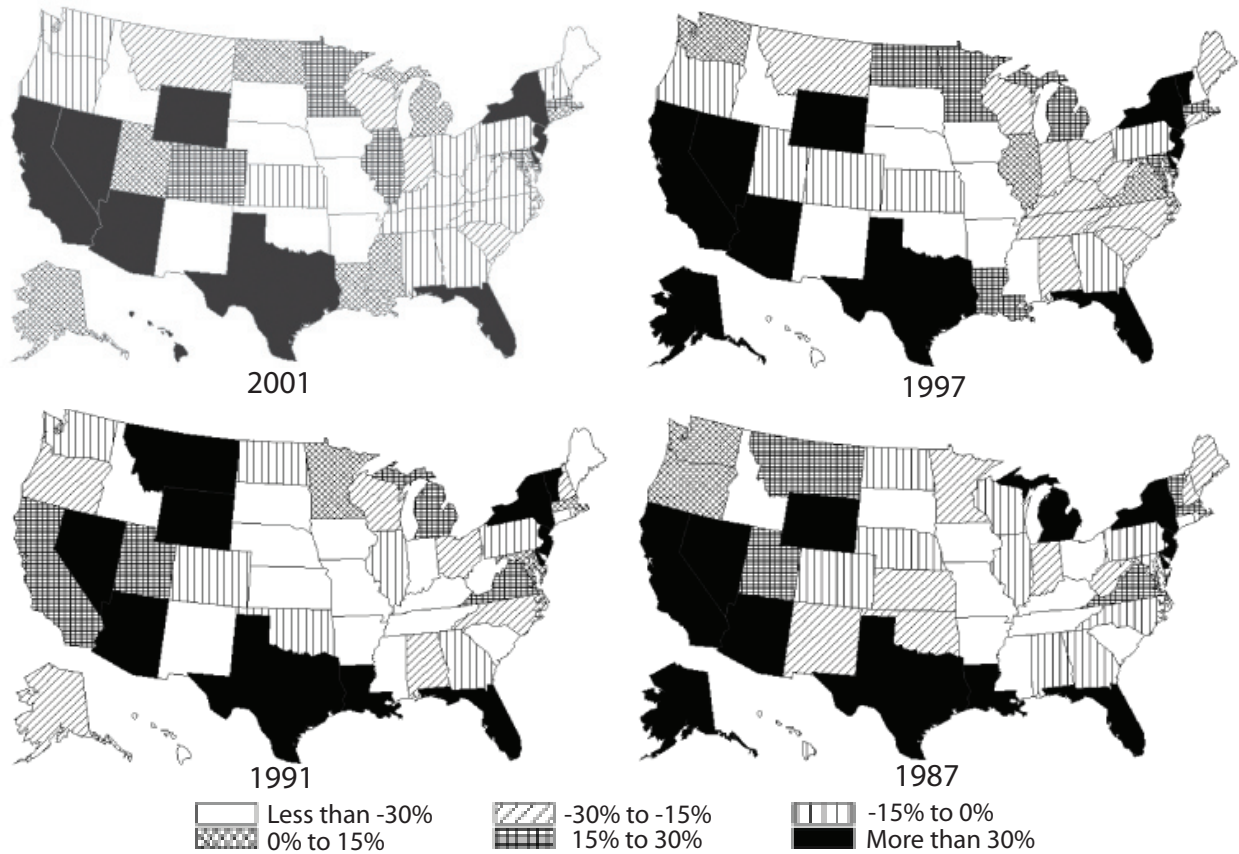 2001
1997
1991
1987
Less than -30%
-30% to -15%
-15% to 0%
0% to 15%
15% to 30%
More than 30%